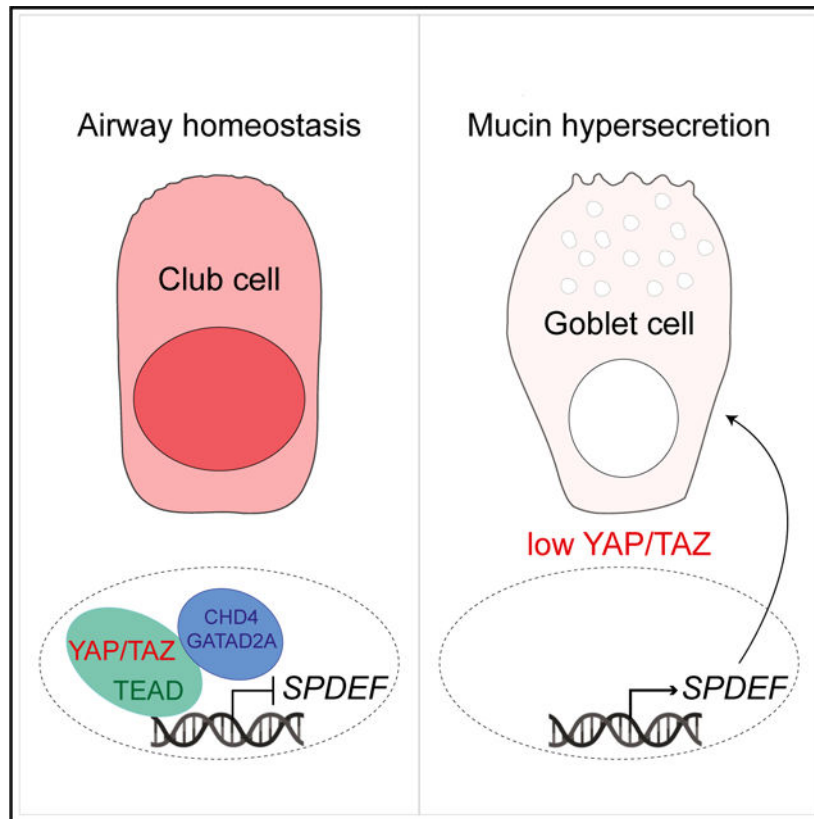 Airway homeostasis
Club cell
YAP/TAZ
TEAD
CHD4
GATAD2A
SPDEF
Mucin hypersecretion
Goblet cell
low YAP/TAZ
SPDEF